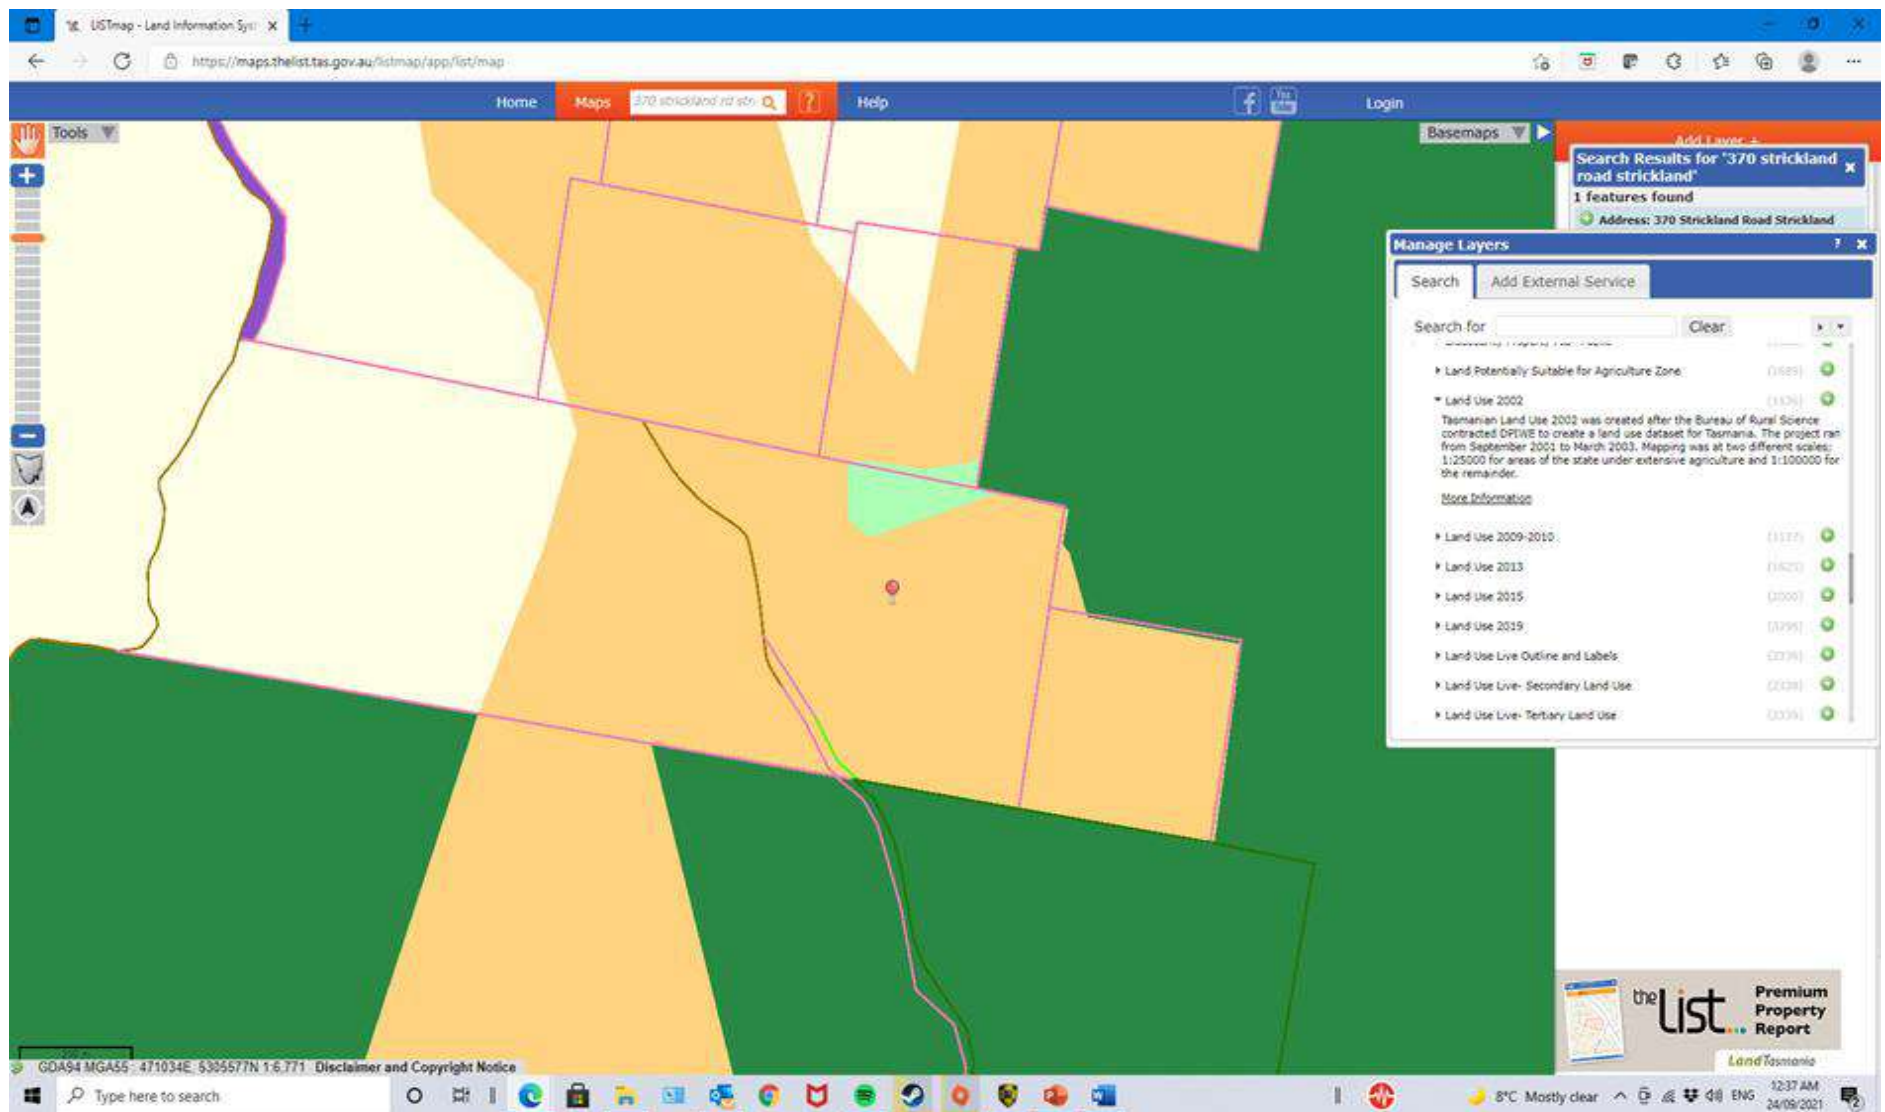 LISTmap - Land Information Sys
https://maps.thelist.tas.gov.au/listmap/app/list/map
Home
Maps
370 strickland rd stri
?
Help
You
Tube
Login
Tools
Basemaps
Add Layer +
Search Results for '370 strickland
road strickland'
1 features found
Address: 370 Strickland Road Strickland
Manage Layers
?
Search
Add External Service
Search for
Clear
Land Potentially Suitable for Agriculture Zone
Land Use 2002
Tasmanian Land Use 2002 was created after the Bureau of Rural Science
contracted DPIWE to create a land use dataset for Tasmania. The project ran
from September 2001 to March 2003. Mapping was at two different scales;
1:25000 for areas of the state under extensive agriculture and 1:100000 for
the remainder.
More Information
Land Use 2009-2010
Land Use 2013
Land Use 2015
Land Use 2019
Land Use Live Outline and Labels
Land Use Live- Secondary Land Use
Land Use Live- Tertiary Land Use
the List...
Premium
Property
Report
LandTasmania
GDA94 MGA55 : 471034E, 5305577N 1:6,771 Disclaimer and Copyright Notice
Type here to search
8°C Mostly clear
ENG
12:37 AM
24/09/2021
2